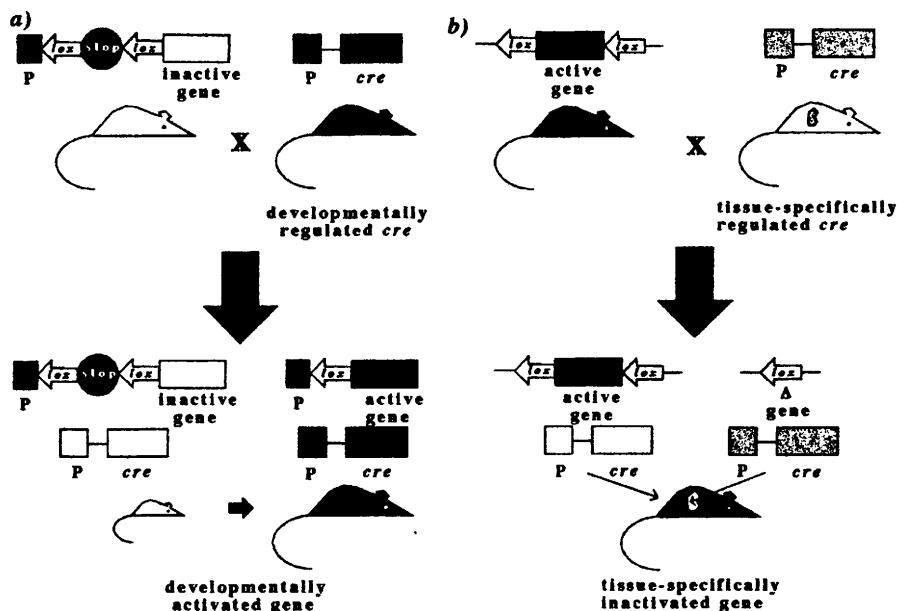 a)
lox stop lox
P
inactive
gene
P cre
X
developmentally
regulated cre
lox stop lox
P
inactive
gene
lox
P
active
gene
P cre
P cre
developmentally
activated gene
b)
lox lox
active
gene
P cre
X
tissue-specifically
regulated cre
lox lox
active
gene
lox
Δ
gene
P cre
P cre
tissue-specifically
inactivated gene